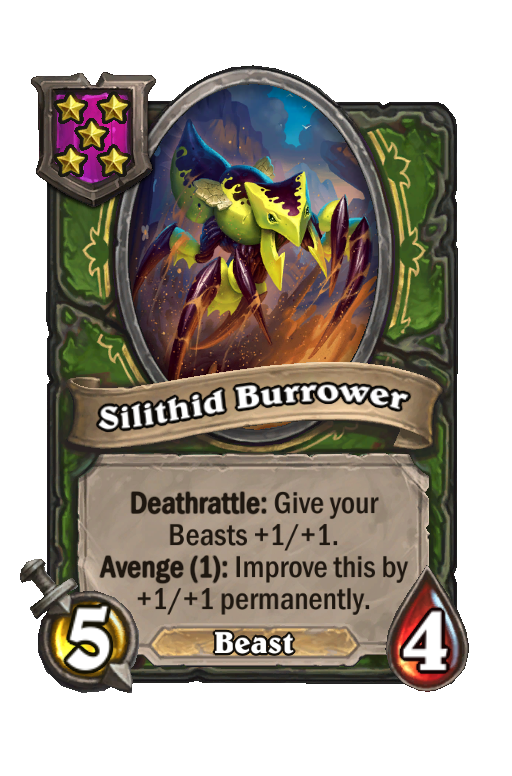 Silithid Burrower
Deathrattle: Give your
Beasts +1/+1.
Avenge (1): Improve this by
+1/+1 permanently.
5
Beast
4